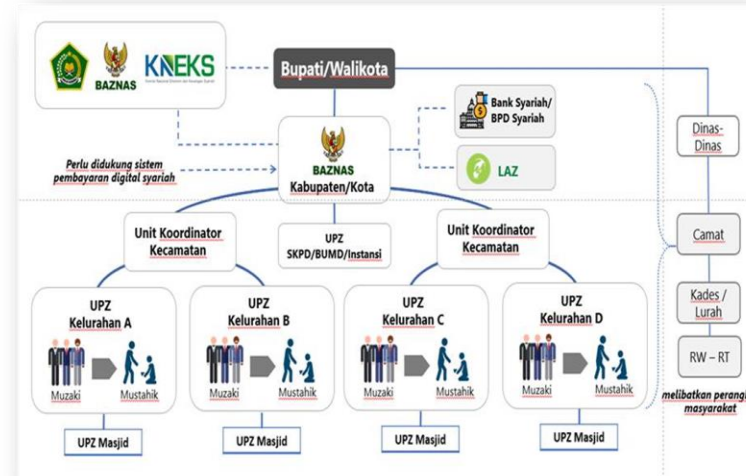 BAZNAS
KNEKS
Bupati/Walikota
Bank Syariah/
BPD Syariah
LAZ
Dinas-
Dinas
Perlu didukung sistem
pembayaran digital syariah
BAZNAS
Kabupaten/Kota
Unit Koordinator
Kecamatan
UPZ
SKPD/BUMD/Instansi
Unit Koordinator
Kecamatan
Camat
UPZ
Kelurahan A
Muzaki
Mustahik
UPZ
Kelurahan B
Muzaki
Mustahik
UPZ
Kelurahan C
Muzaki
Mustahik
UPZ
Kelurahan D
Muzaki
Mustahik
Kades /
Lurah
RW – RT
melibatkan
masyarakat
UPZ Masjid
UPZ Masjid
UPZ Masjid
UPZ Masjid